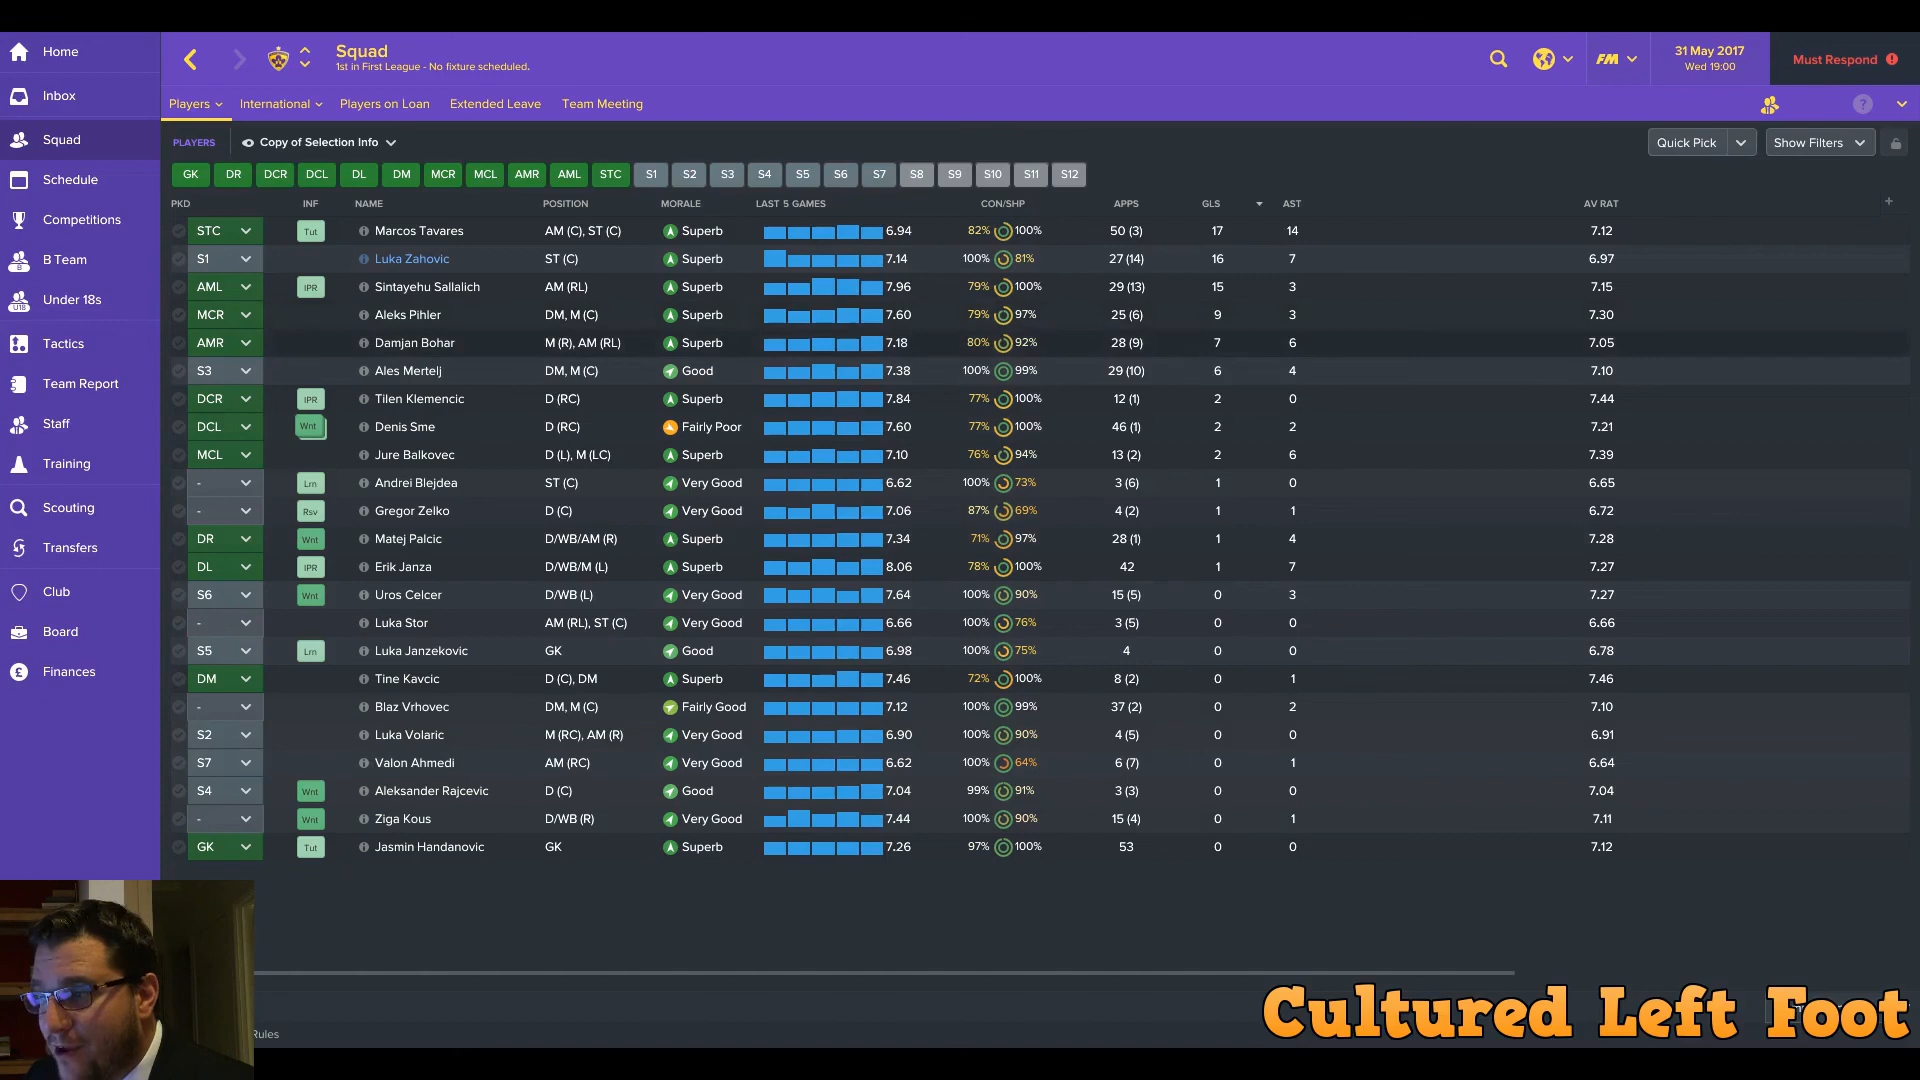 Home
Inbox
Squad
Schedule
Competitions
B Team
Under 18s
Tactics
Team Report
Staff
Training
Scouting
Transfers
Club
Board
Finances
Squad
1st in First League - No fixture scheduled.
FM
31 May 2017
Wed 19:00
Must Respond
Players International Players on Loan Extended Leave Team Meeting
PLAYERS Copy of Selection Info Quick Pick Show Filters
GK DR DCR DCL DL DM MCR MCL AMR AML STC S1 S2 S3 S4 S5 S6 S7 S8 S9 S10 S11 S12
PKD INF NAME POSITION MORALE LAST 5 GAMES CON/SHP APPS GLS AST AV RAT
STC Tut Marcos Tavares AM (C), ST (C) Superb 6.94 82% 100% 50 (3) 17 14 7.12
S1 Luka Zahovic ST (C) Superb 7.14 100% 81% 27 (14) 16 7 6.97
AML IPR Sintayehu Sallalich AM (RL) Superb 7.96 79% 100% 29 (13) 15 3 7.15
MCR Aleks Pihler DM, M (C) Superb 7.60 79% 97% 25 (6) 9 3 7.30
AMR Damjan Bohar M (R), AM (RL) Superb 7.18 80% 92% 28 (9) 7 6 7.05
S3 Ales Mertelj DM, M (C) Good 7.38 100% 99% 29 (10) 6 4 7.10
DCR IPR Tilen Klemencic D (RC) Superb 7.84 77% 100% 12 (1) 2 0 7.44
DCL Wnt Denis Sme D (RC) Fairly Poor 7.60 77% 100% 46 (1) 2 2 7.21
MCL Jure Balkovec D (L), M (LC) Superb 7.10 76% 94% 13 (2) 2 6 7.39
- Lrn Andrei Blejdea ST (C) Very Good 6.62 100% 73% 3 (6) 1 0 6.65
- Rsv Gregor Zelko D (C) Very Good 7.06 87% 69% 4 (2) 1 1 6.72
DR Wnt Matej Palcic D/WB/AM (R) Superb 7.34 71% 97% 28 (1) 1 4 7.28
DL IPR Erik Janza D/WB/M (L) Superb 8.06 78% 100% 42 1 7 7.27
S6 Wnt Uros Celcer D/WB (L) Very Good 7.64 100% 90% 15 (5) 0 3 7.27
- Luka Stor AM (RL), ST (C) Very Good 6.66 100% 76% 3 (5) 0 0 6.66
S5 Lrn Luka Janzekovic GK Good 6.98 100% 75% 4 0 0 6.78
DM Tine Kavcic D (C), DM Superb 7.46 72% 100% 8 (2) 0 1 7.46
- Blaz Vrhovec DM, M (C) Fairly Good 7.12 100% 99% 37 (2) 0 2 7.10
S2 Luka Volaric M (RC), AM (R) Very Good 6.90 100% 90% 4 (5) 0 0 6.91
S7 Valon Ahmedi AM (RC) Very Good 6.62 100% 64% 6 (7) 0 1 6.64
S4 Wnt Aleksander Rajcevic D (C) Good 7.04 99% 91% 3 (3) 0 0 7.04
- Wnt Ziga Kous D/WB (R) Very Good 7.44 100% 90% 15 (4) 0 1 7.11
GK Tut Jasmin Handanovic GK Superb 7.26 97% 100% 53 0 0 7.12
Rules
Cultured Left Foot